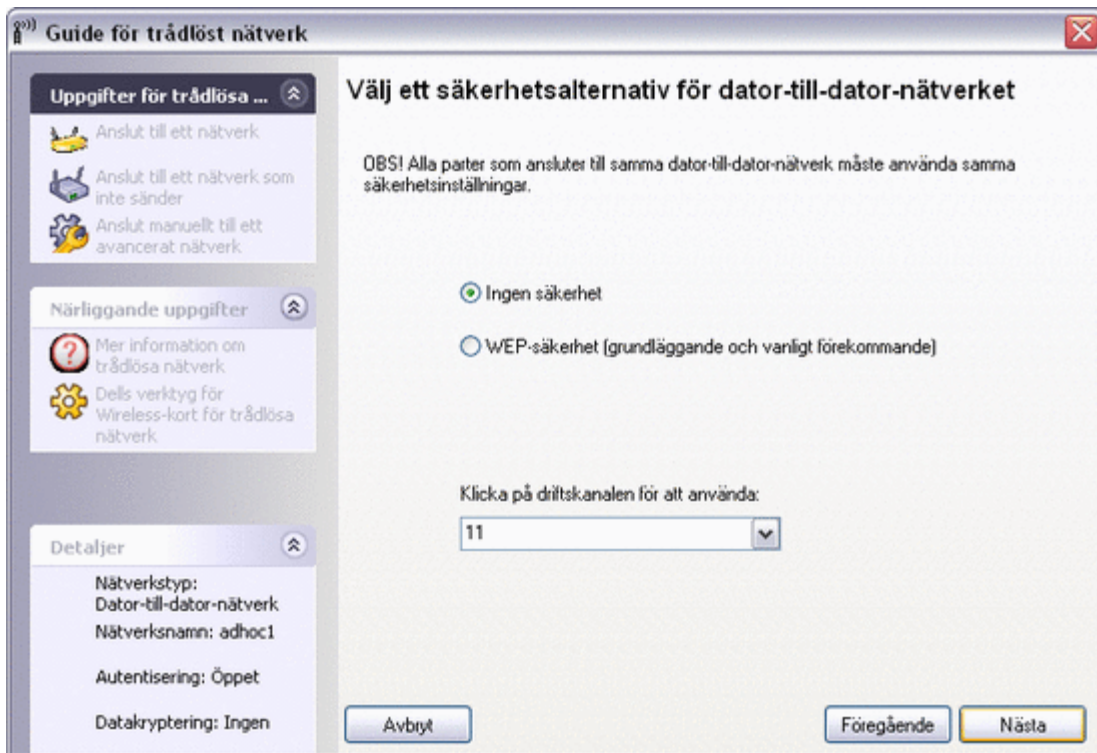 Guide för trådlöst nätverk
Uppgifter för trådlösa ...
Anslut till ett nätverk
Anslut till ett nätverk som
inte sänder
Anslut manuellt till ett
avancerat nätverk
Närliggande uppgifter
Mer information om
trådlösa nätverk
Dells verktyg för
Wireless-kort för trådlösa
nätverk
Detaljer
Nätverkstyp:
Dator-till-dator-nätverk
Nätverksnamn: adhoc1
Autentisering: Öppet
Datakryptering: Ingen
Välj ett säkerhetsalternativ för dator-till-dator-nätverket
OBS! Alla parter som ansluter till samma dator-till-dator-nätverk måste använda samma
säkerhetsinställningar.
Ingen säkerhet
WEP-säkerhet (grundläggande och vanligt förekommande)
Klicka på driftskanalen för att använda:
11
Avbryt
Föregående
Nästa